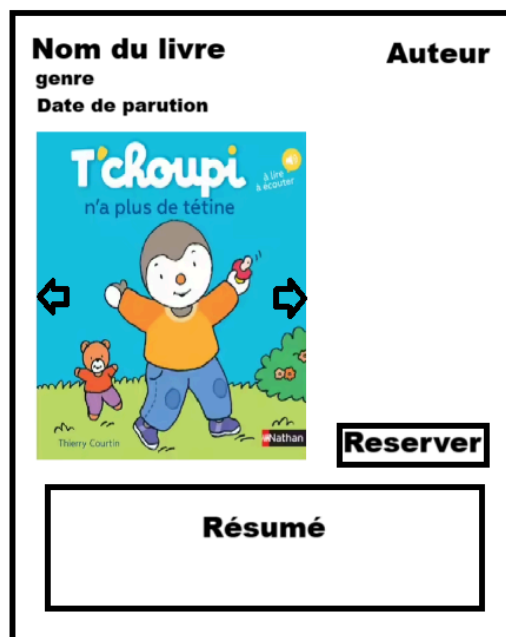 Nom du livre
Auteur
genre
Date de parution
T'choupi
à lire
à écouter
n'a plus de tétine
Thierry Courtin
Nathan
Reserver
Résumé